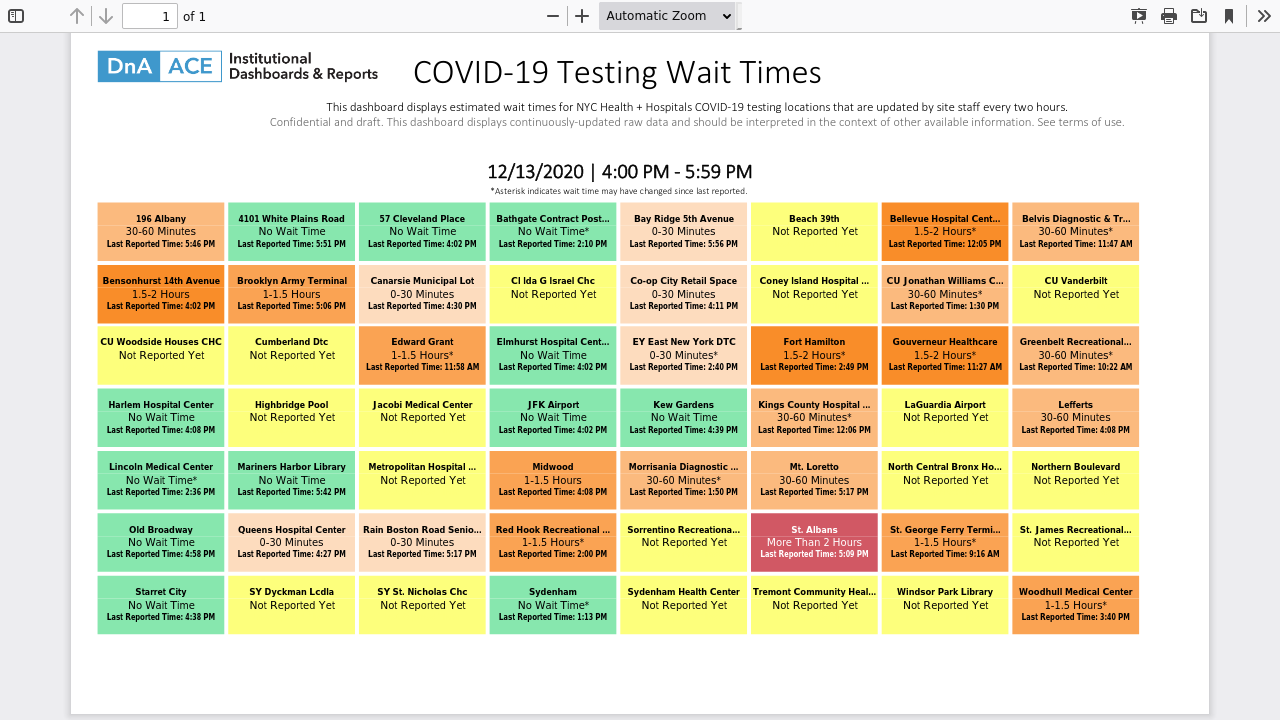 1 of 1 Automatic Zoom
DnA ACE Institutional Dashboards & Reports
COVID-19 Testing Wait Times
This dashboard displays estimated wait times for NYC Health + Hospitals COVID-19 testing locations that are updated by site staff every two hours.
Confidential and draft. This dashboard displays continuously-updated raw data and should be interpreted in the context of other available information. See terms of use.
12/13/2020 | 4:00 PM - 5:59 PM
*Asterisk indicates wait time may have changed since last reported.
196 Albany
30-60 Minutes
Last Reported Time: 5:46 PM
4101 White Plains Road
No Wait Time
Last Reported Time: 5:51 PM
57 Cleveland Place
No Wait Time
Last Reported Time: 4:02 PM
Bathgate Contract Post...
No Wait Time*
Last Reported Time: 2:10 PM
Bay Ridge 5th Avenue
0-30 Minutes
Last Reported Time: 5:56 PM
Beach 39th
Not Reported Yet
Bellevue Hospital Cent...
1.5-2 Hours*
Last Reported Time: 12:05 PM
Belvis Diagnostic & Tr...
30-60 Minutes*
Last Reported Time: 11:47 AM
Bensonhurst 14th Avenue
1.5-2 Hours
Last Reported Time: 4:02 PM
Brooklyn Army Terminal
1-1.5 Hours
Last Reported Time: 5:06 PM
Canarsie Municipal Lot
0-30 Minutes
Last Reported Time: 4:30 PM
Cl Ida G Israel Chc
Not Reported Yet
Co-op City Retail Space
0-30 Minutes
Last Reported Time: 4:11 PM
Coney Island Hospital ...
Not Reported Yet
CU Jonathan Williams C...
30-60 Minutes*
Last Reported Time: 1:30 PM
CU Vanderbilt
Not Reported Yet
CU Woodside Houses CHC
Not Reported Yet
Cumberland Dtc
Not Reported Yet
Edward Grant
1-1.5 Hours*
Last Reported Time: 11:58 AM
Elmhurst Hospital Cent...
No Wait Time
Last Reported Time: 4:02 PM
EY East New York DTC
0-30 Minutes*
Last Reported Time: 2:40 PM
Fort Hamilton
1.5-2 Hours*
Last Reported Time: 2:49 PM
Gouverneur Healthcare
1.5-2 Hours*
Last Reported Time: 11:27 AM
Greenbelt Recreational...
30-60 Minutes*
Last Reported Time: 10:22 AM
Harlem Hospital Center
No Wait Time
Last Reported Time: 4:08 PM
Highbridge Pool
Not Reported Yet
Jacobi Medical Center
Not Reported Yet
JFK Airport
No Wait Time
Last Reported Time: 4:02 PM
Kew Gardens
No Wait Time
Last Reported Time: 4:39 PM
Kings County Hospital ...
30-60 Minutes*
Last Reported Time: 12:06 PM
LaGuardia Airport
Not Reported Yet
Lefferts
30-60 Minutes
Last Reported Time: 4:08 PM
Lincoln Medical Center
No Wait Time*
Last Reported Time: 2:36 PM
Mariners Harbor Library
No Wait Time
Last Reported Time: 5:42 PM
Metropolitan Hospital ...
Not Reported Yet
Midwood
1-1.5 Hours
Last Reported Time: 4:08 PM
Morrisania Diagnostic ...
30-60 Minutes*
Last Reported Time: 1:50 PM
Mt. Loretto
30-60 Minutes
Last Reported Time: 5:17 PM
North Central Bronx Ho...
Not Reported Yet
Northern Boulevard
Not Reported Yet
Old Broadway
No Wait Time
Last Reported Time: 4:58 PM
Queens Hospital Center
0-30 Minutes
Last Reported Time: 4:27 PM
Rain Boston Road Senio...
0-30 Minutes
Last Reported Time: 5:17 PM
Red Hook Recreational ...
1-1.5 Hours*
Last Reported Time: 2:00 PM
Sorrentino Recreationa...
Not Reported Yet
St. Albans
More Than 2 Hours
Last Reported Time: 5:09 PM
St. George Ferry Termi...
1-1.5 Hours*
Last Reported Time: 9:16 AM
St. James Recreational...
Not Reported Yet
Starret City
No Wait Time
Last Reported Time: 4:38 PM
SY Dyckman Lcdla
Not Reported Yet
SY St. Nicholas Chc
Not Reported Yet
Sydenham
No Wait Time*
Last Reported Time: 1:13 PM
Sydenham Health Center
Not Reported Yet
Tremont Community Heal...
Not Reported Yet
Windsor Park Library
Not Reported Yet
Woodhull Medical Center
1-1.5 Hours*
Last Reported Time: 3:40 PM